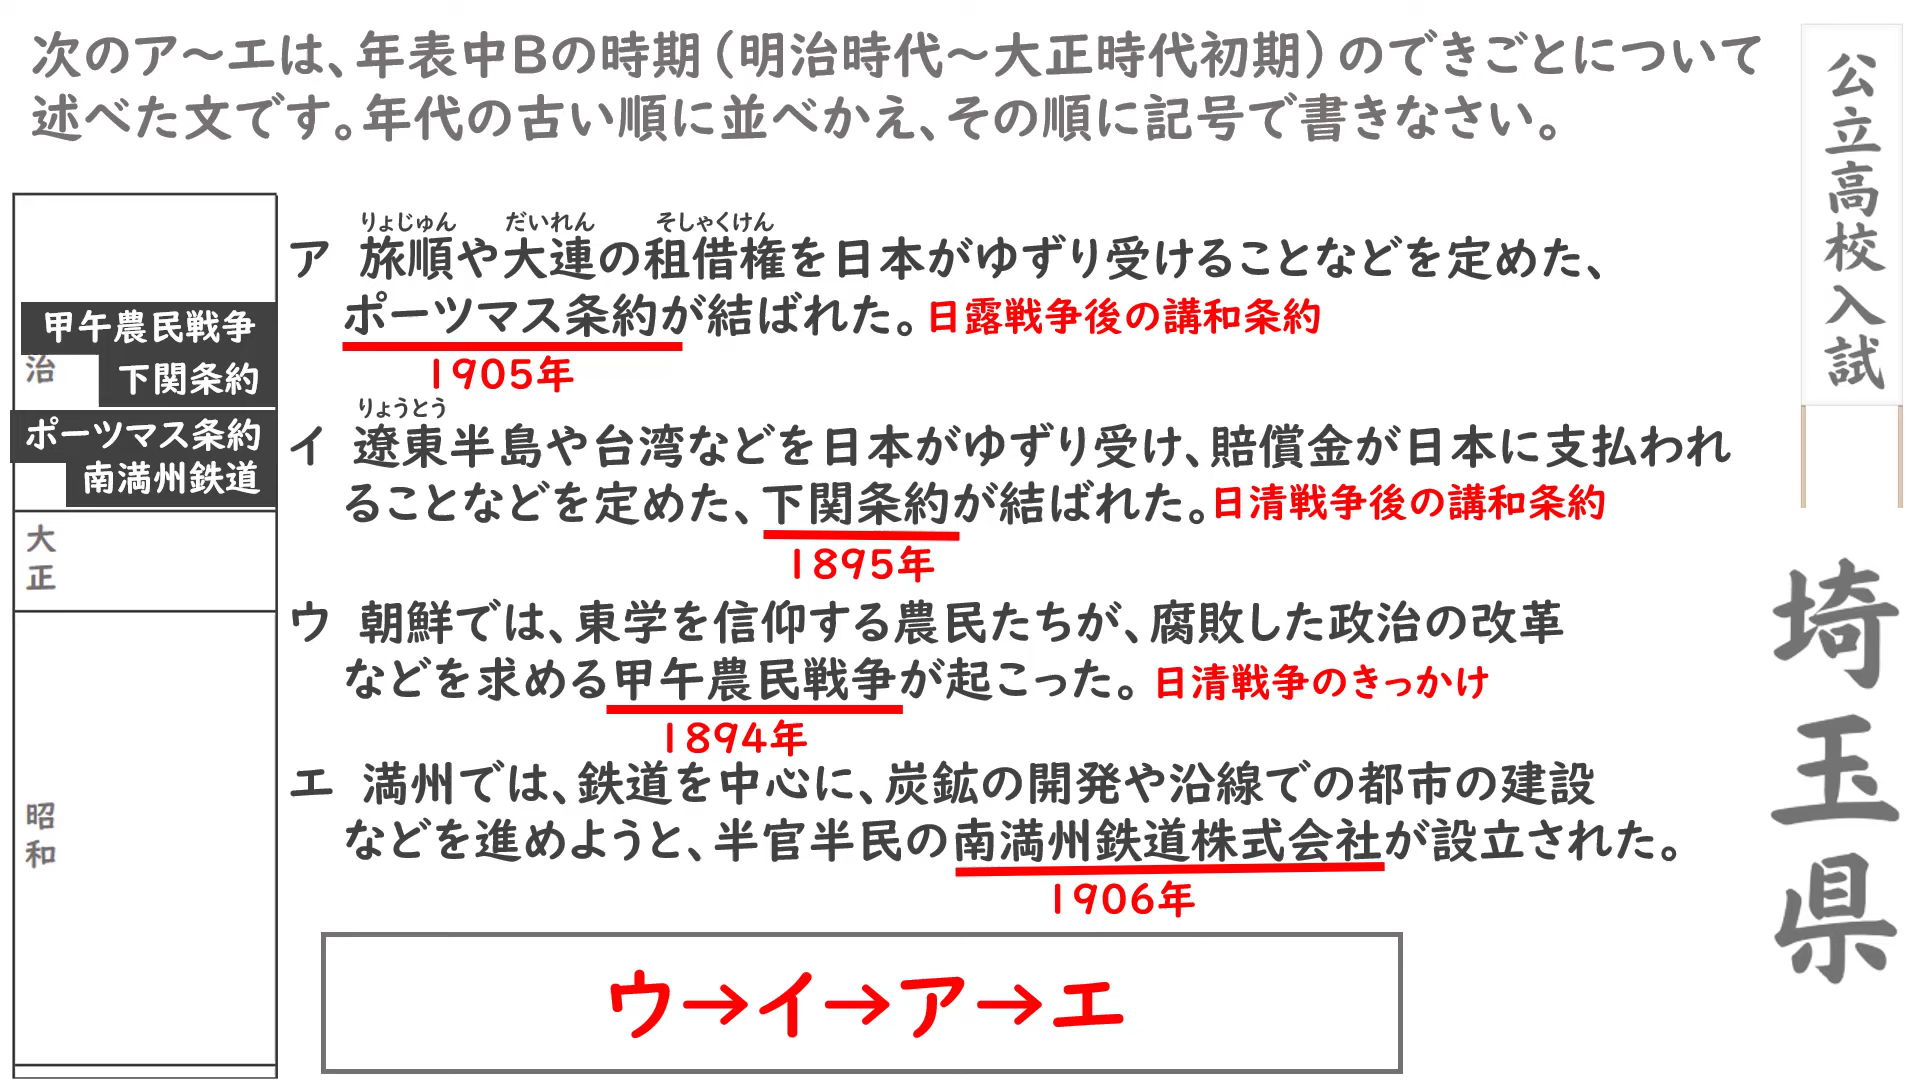 次のア～エは、年表中Bの時期（明治時代～大正時代初期）のできごとについて
述べた文です。年代の古い順に並べかえ、その順に記号で書きなさい。
公立高校入試
埼玉県
甲午農民戦争
治
下関条約
ポーツマス条約
南満州鉄道
大正
昭和
りょじゅん だいれん そしゃくけん
ア 旅順や大連の租借権を日本がゆずり受けることなどを定めた、
ポーツマス条約が結ばれた。日露戦争後の講和条約
1905年
りょうとう
イ 遼東半島や台湾などを日本がゆずり受け、賠償金が日本に支払われ
ることなどを定めた、下関条約が結ばれた。日清戦争後の講和条約
1895年
ウ 朝鮮では、東学を信仰する農民たちが、腐敗した政治の改革
などを求める甲午農民戦争が起こった。日清戦争のきっかけ
1894年
エ 満州では、鉄道を中心に、炭鉱の開発や沿線での都市の建設
などを進めようと、半官半民の南満州鉄道株式会社が設立された。
1906年
ウ→イ→ア→エ